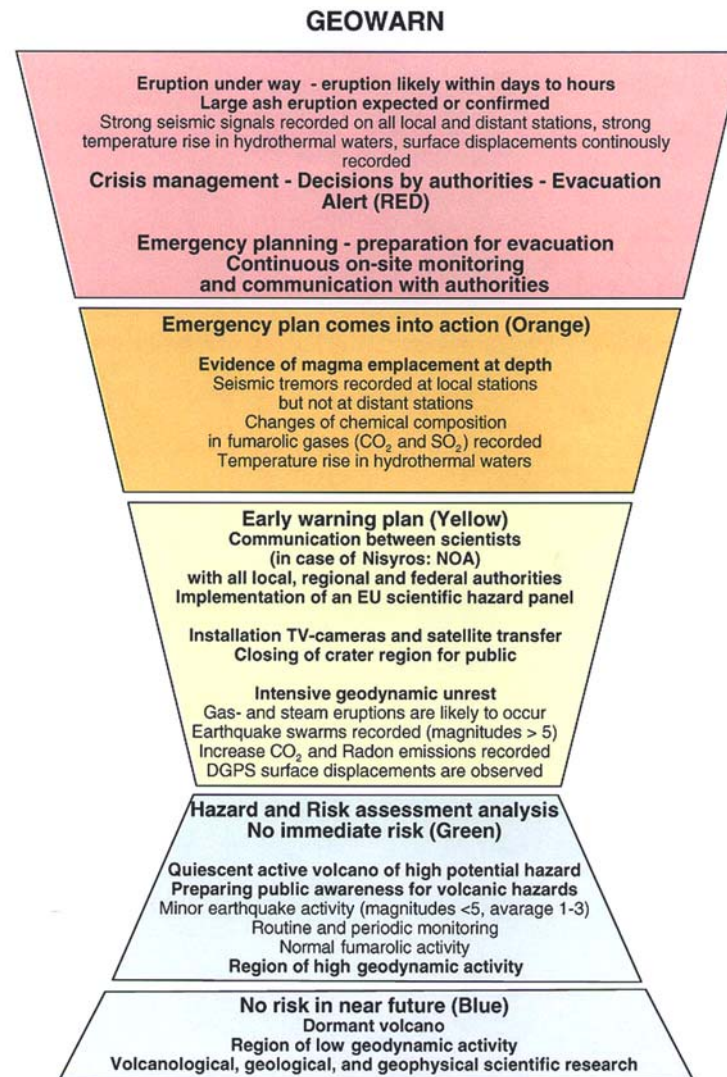 GEOWARN
Eruption under way - eruption likely within days to hours
Large ash eruption expected or confirmed
Strong seismic signals recorded on all local and distant stations, strong
temperature rise in hydrothermal waters, surface displacements continously
recorded
Crisis management - Decisions by authorities - Evacuation
Alert (RED)
Emergency planning - preparation for evacuation
Continuous on-site monitoring
and communication with authorities
Emergency plan comes into action (Orange)
Evidence of magma emplacement at depth
Seismic tremors recorded at local stations
but not at distant stations
Changes of chemical composition
in fumarolic gases (CO₂ and SO₂) recorded
Temperature rise in hydrothermal waters
Early warning plan (Yellow)
Communication between scientists
(in case of Nisyros: NOA)
with all local, regional and federal authorities
Implementation of an EU scientific hazard panel
Installation TV-cameras and satellite transfer
Closing of crater region for public
Intensive geodynamic unrest
Gas- and steam eruptions are likely to occur
Earthquake swarms recorded (magnitudes > 5)
Increase CO₂ and Radon emissions recorded
DGPS surface displacements are observed
Hazard and Risk assessment analysis
No immediate risk (Green)
Quiescent active volcano of high potential hazard
Preparing public awareness for volcanic hazards
Minor earthquake activity (magnitudes <5, avarage 1-3)
Routine and periodic monitoring
Normal fumarolic activity
Region of high geodynamic activity
No risk in near future (Blue)
Dormant volcano
Region of low geodynamic activity
Volcanological, geological, and geophysical scientific research